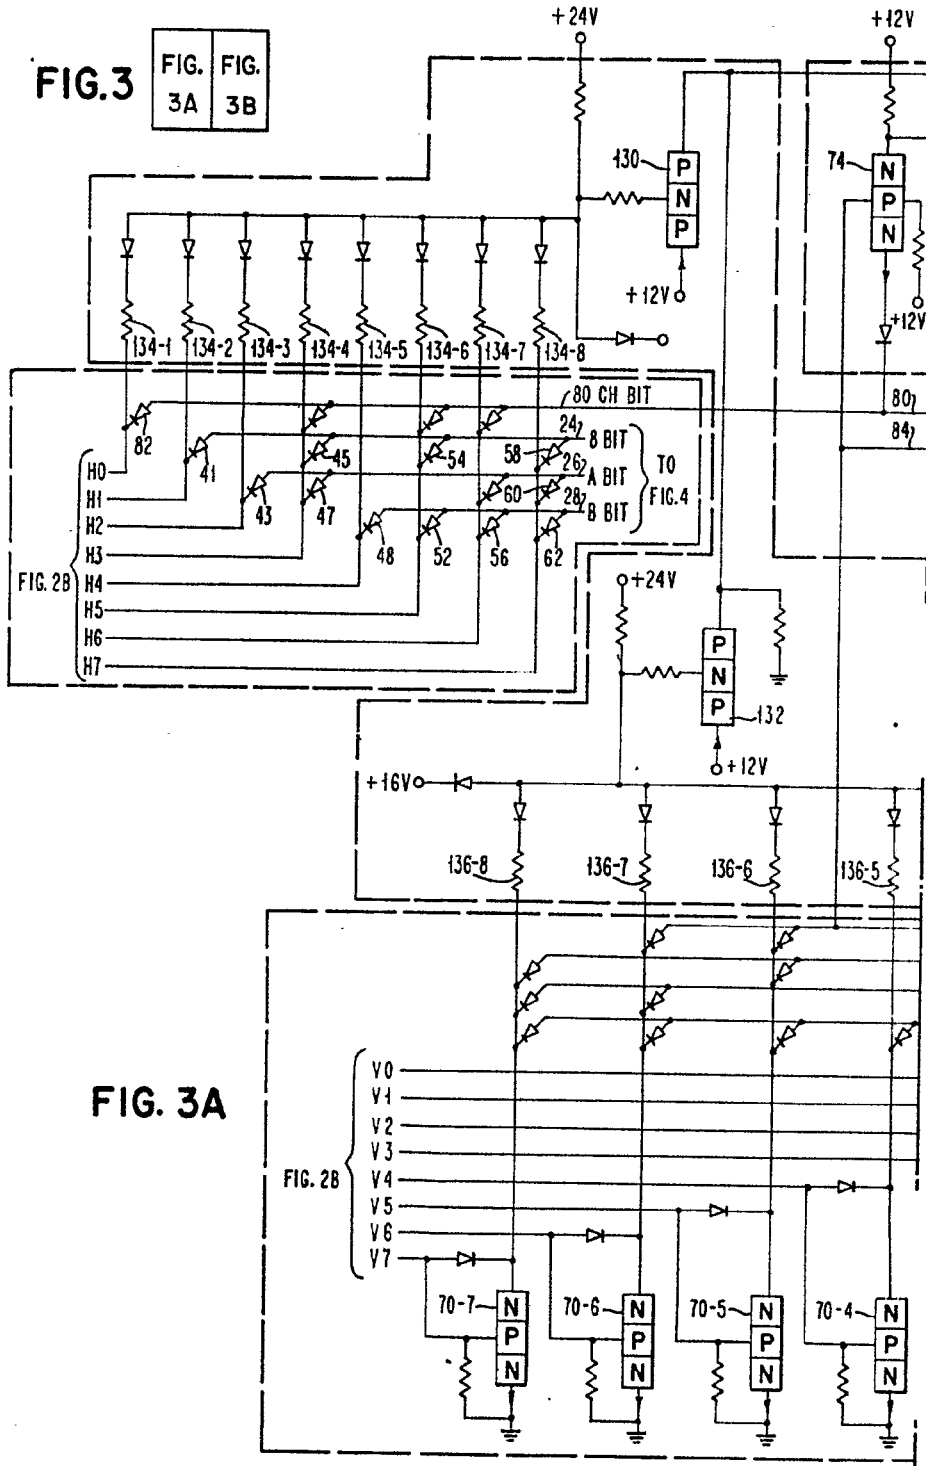 +24V
+12V
FIG.3
FIG. 3A
FIG. 3B
130
P
N
P
+12V
74
N
P
N
+12V
134-1
134-2
134-3
134-4
134-5
134-6
134-7
134-8
80 CH BIT
80
82
24
8 BIT
84
41
45
54
58
26
A BIT
TO
FIG.4
60
28
B BIT
43
47
48
52
56
62
H0
H1
H2
H3
FIG. 2B
H4
H5
H6
H7
+24V
P
N
P
132
+12V
+16V
136-8
136-7
136-6
136-5
FIG. 3A
V0
V1
V2
V3
FIG. 2B
V4
V5
V6
V7
70-7
N
P
N
70-6
N
P
N
70-5
N
P
N
70-4
N
P
N